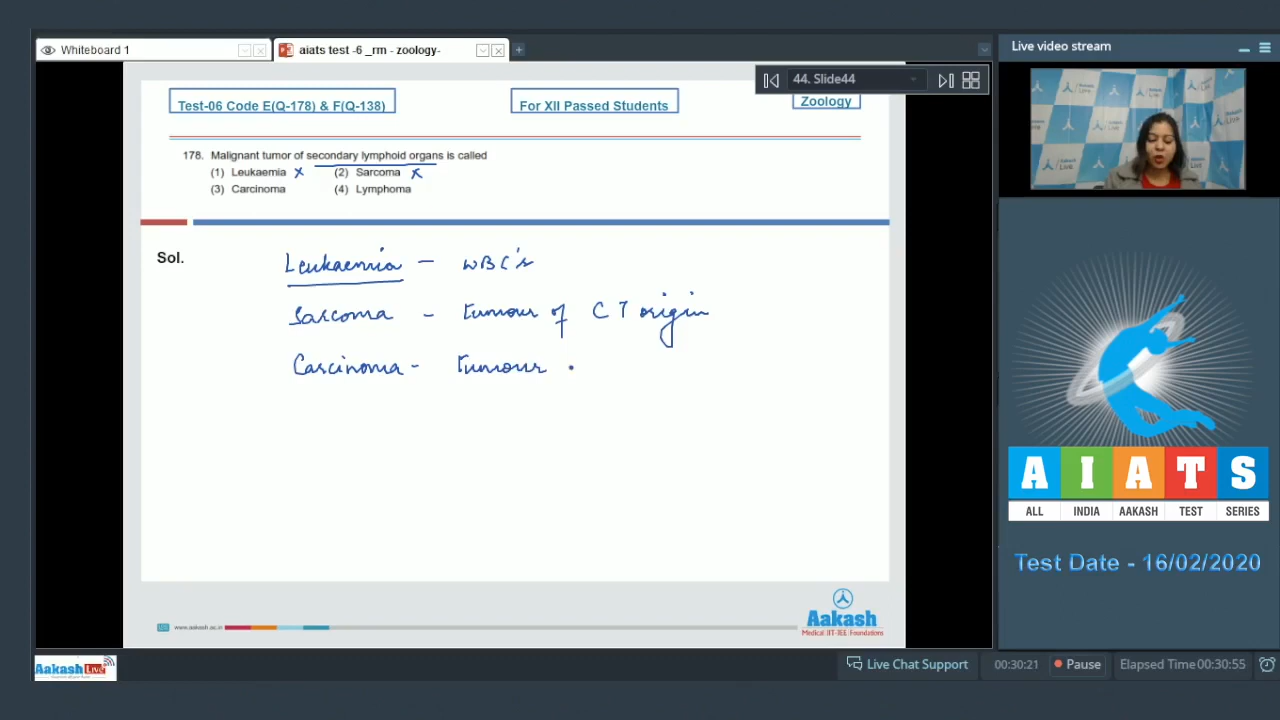 Whiteboard 1
aiats test -6 _rm - zoology-
Live video stream
44. Slide44
Test-06 Code E(Q-178) & F(Q-138)
For XII Passed Students
Zoology
178. Malignant tumor of secondary lymphoid organs is called
(1) Leukaemia x (2) Sarcoma x
(3) Carcinoma (4) Lymphoma
Sol.
Leukaemia - WBC's
Sarcoma - tumour of CT origin
Carcinoma - tumour
A I A T S
ALL INDIA AAKASH TEST SERIES
Test Date - 16/02/2020
Aakash
Medical | IIT-JEE | Foundations
www.aakash.ac.in
Aakash Live
Live Chat Support
00:30:21
Pause
Elapsed Time 00:30:55